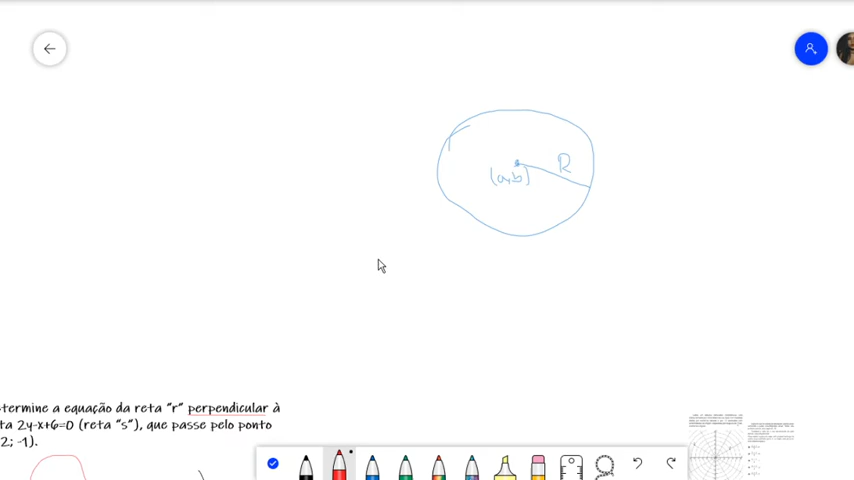 R
(a,b)
termine a equação da reta "r" perpendicular à
ta 2y-x+6=0 (reta "s"), que passe pelo ponto
2; -1).